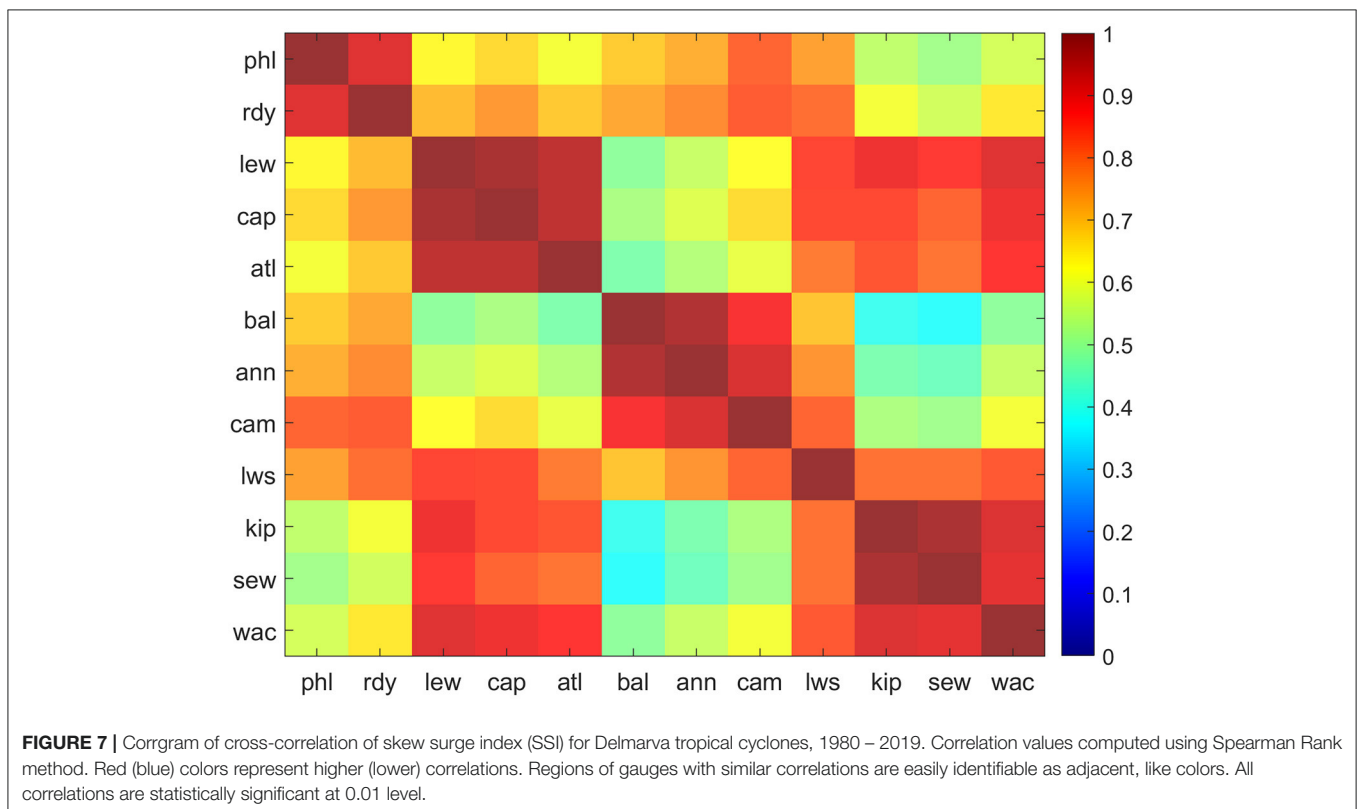 phl
rdy
lew
cap
atl
bal
ann
cam
lws
kip
sew
wac
phl rdy lew cap atl bal ann cam lws kip sew wac
1
0.9
0.8
0.7
0.6
0.5
0.4
0.3
0.2
0.1
0
FIGURE 7 | Corrgram of cross-correlation of skew surge index (SSI) for Delmarva tropical cyclones, 1980 – 2019. Correlation values computed using Spearman Rank
method. Red (blue) colors represent higher (lower) correlations. Regions of gauges with similar correlations are easily identifiable as adjacent, like colors. All
correlations are statistically significant at 0.01 level.